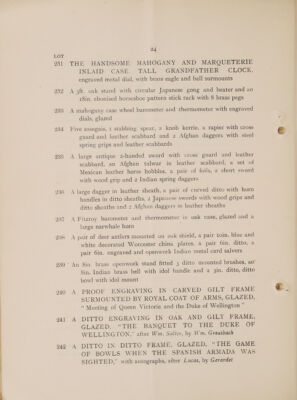 24
LOT
231 THE HANDSOME MAHOGANY AND MARQUETERIE
INLAID CASE TALL GRANDFATHER CLOCK,
engraved metal dial, with brass eagle and ball surmounts
232 A 3ft. oak stand with circular Japanese gong and beater and an
18in. ebonised horseshoe pattern stick rack with 8 brass pegs
233 A mahogany case wheel barometer and thermometer with engraved
dials, glazed
234 Five assegais, 1 stabbing spear, 2 knob kerrie, a rapier with cross
guard and leather scabbard and 2 Afghan daggers with steel
spring grips and leather scabbards
235 A large antique 2-handed sword with cross guard and leather
scabbard, an Afghan tulwar in leather scabbard, a set of
Mexican leather horse hobbles, a pair of foils, a short sword
with wood grip and 2 Indian spring daggers
236 A large dagger in leather sheath, a pair of curved ditto with horn
handles in ditto sheaths, 2 Japanese swords with wood grips and
ditto sheaths and 2 Afghan daggers in leather sheaths
237 A Fitzroy barometer and thermometer in oak case, glazed and a
large narwhale horn
238 A pair of deer antlers mounted on oak shield, a pair 10in. blue and
white decorated Worcester china plates, a pair 6in. ditto, a
pair 6in. engraved and openwork Indian metal card salvers
239 An 8in. brass openwork stand fitted 3 ditto mounted brushes, an
8in. Indian brass bell with idol handle and a 3in. ditto, ditto
bowl with idol mount
240 A PROOF ENGRAVING IN CARVED GILT FRAME
SURMOUNTED BY ROYAL COAT OF ARMS, GLAZED,
"Meeting of Queen Victoria and the Duke of Wellington"
241 A DITTO ENGRAVING IN OAK AND GILT FRAME,
GLAZED, "THE BANQUET TO THE DUKE OF
WELLINGTON," after Wm. Salter, by Wm. Greatbach
242 A DITTO IN DITTO FRAME, GLAZED, "THE GAME
OF BOWLS WHEN THE SPANISH ARMADA WAS
SIGHTED," with autographs, after Lucas, by Gerardet